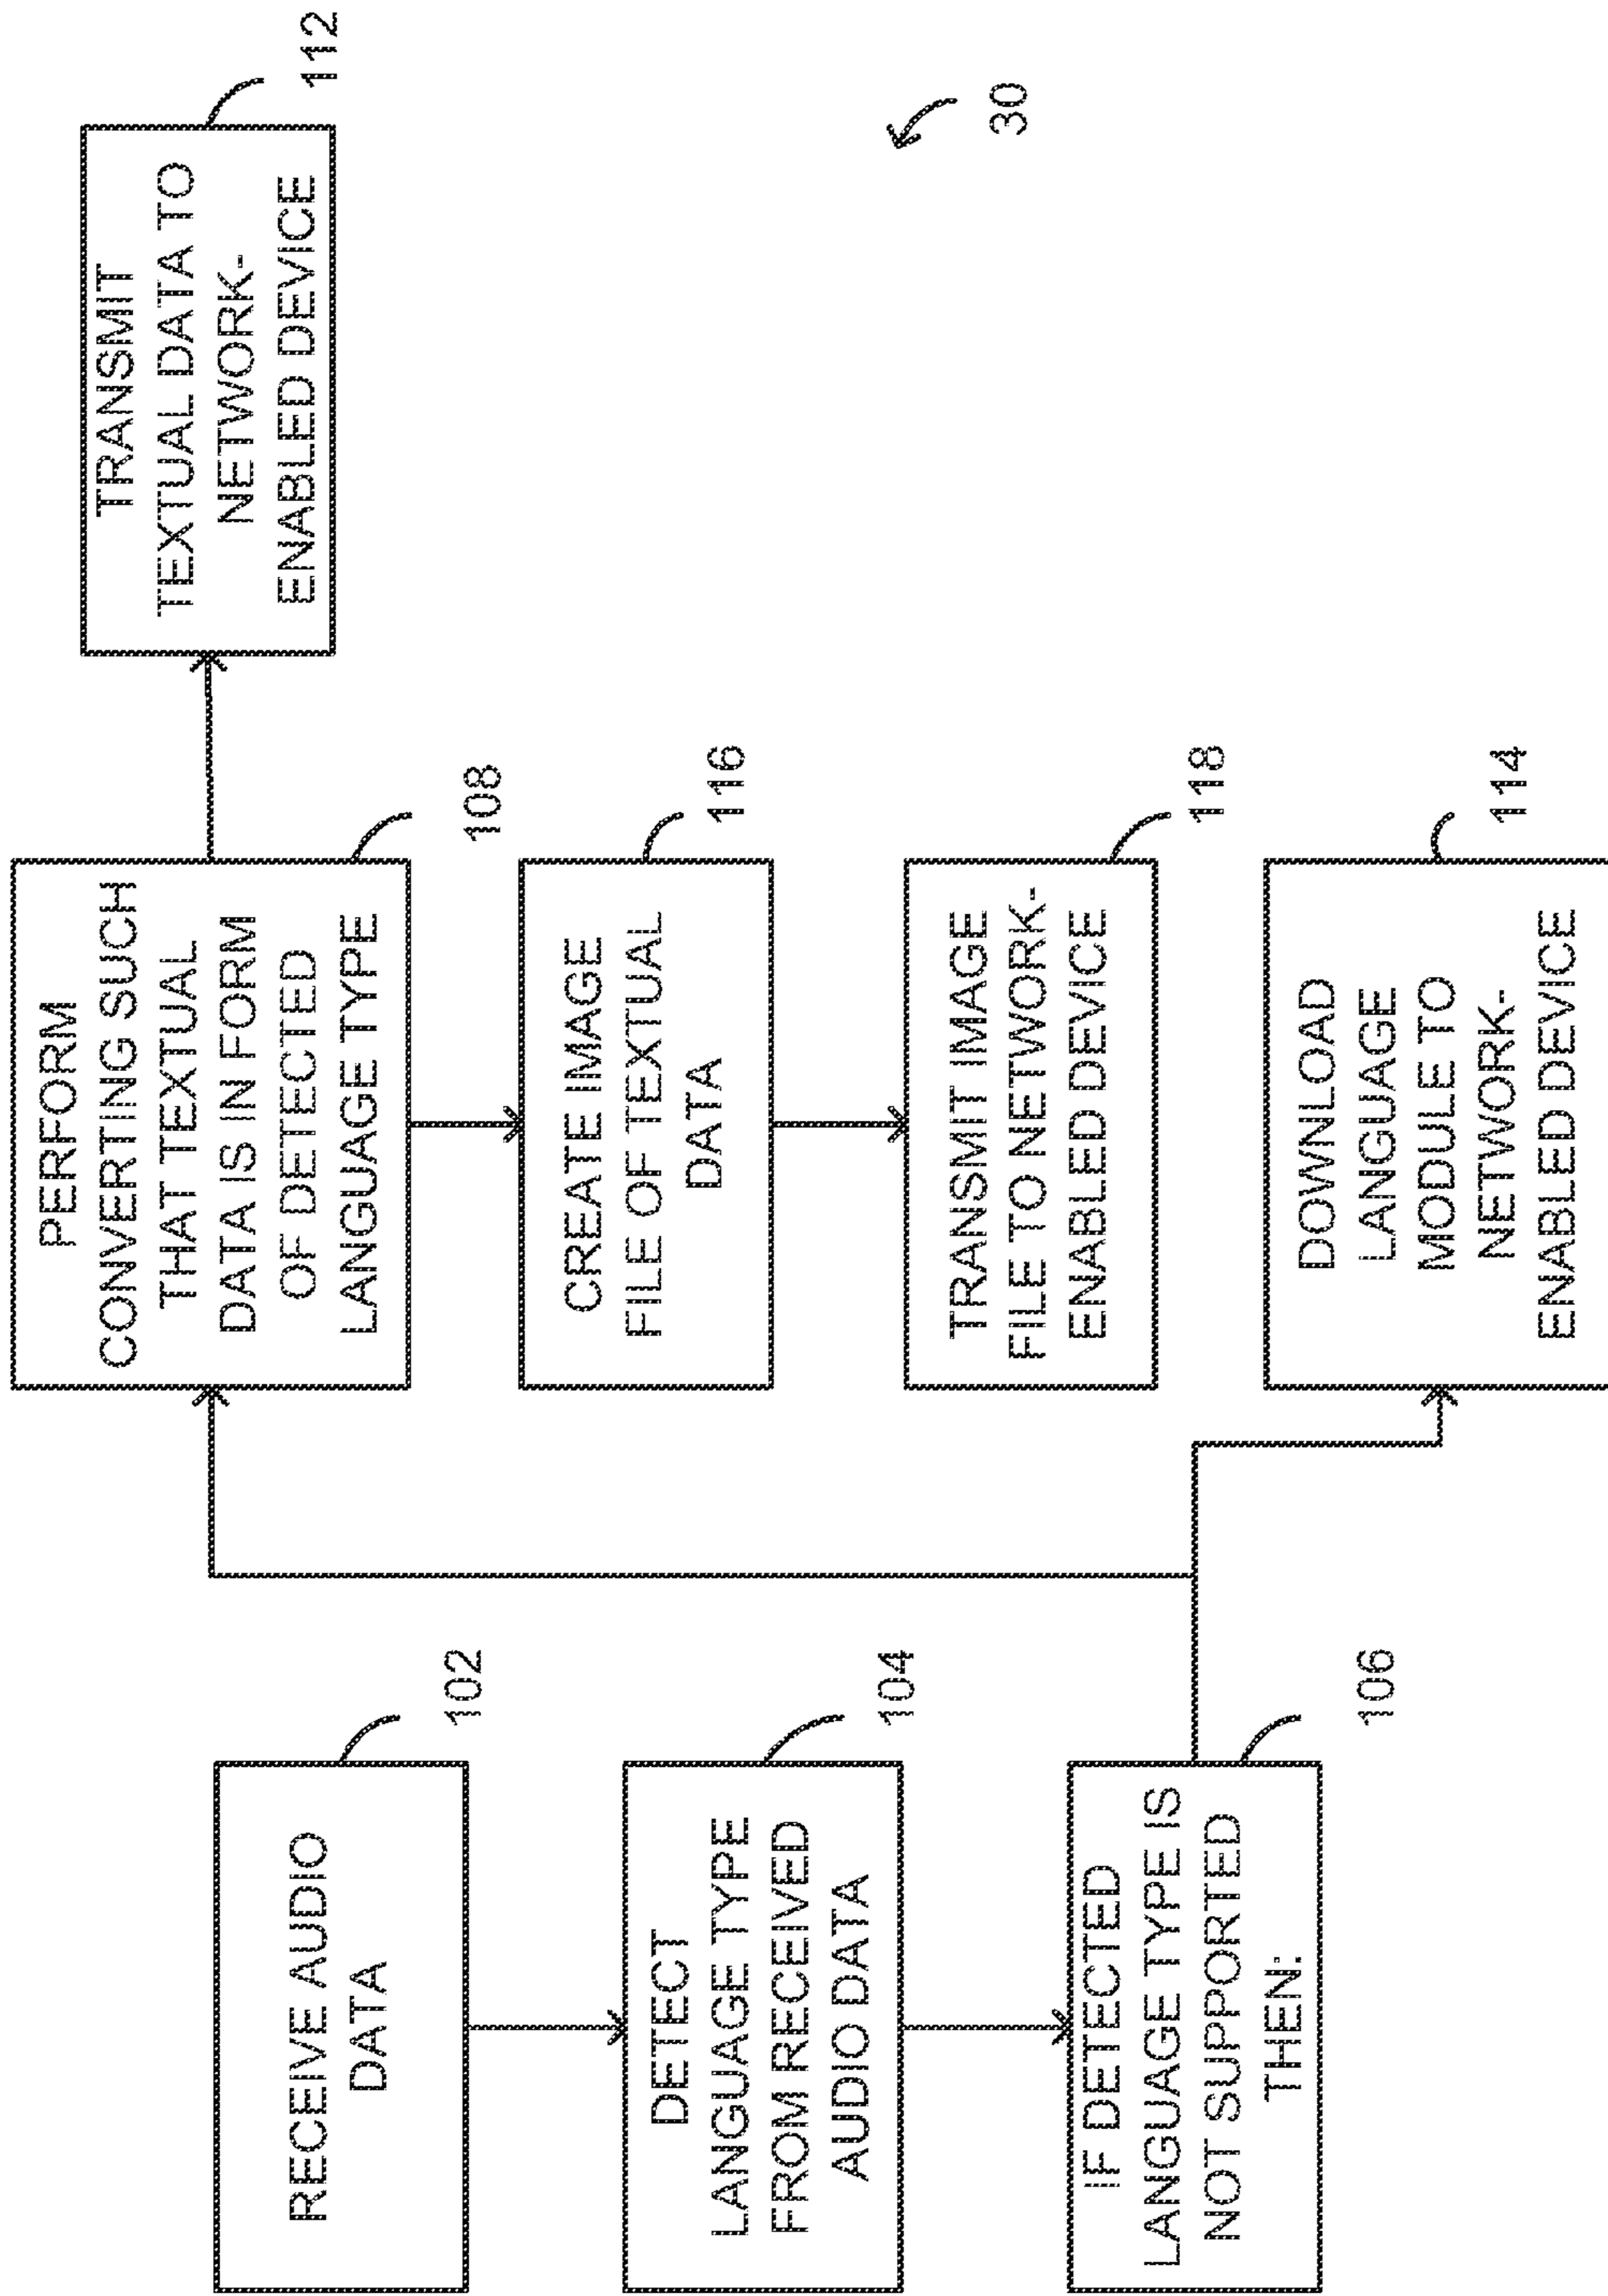 RECEIVE AUDIO
DATA
102
DETECT
LANGUAGE TYPE
FROM RECEIVED
AUDIO DATA
104
IF DETECTED
LANGUAGE TYPE IS
NOT SUPPORTED
THEN:
106
PERFORM
CONVERTING SUCH
THAT TEXTUAL
DATA IS IN FORM
OF DETECTED
LANGUAGE TYPE
108
CREATE IMAGE
FILE OF TEXTUAL
DATA
116
TRANSMIT IMAGE
FILE TO NETWORK-
ENABLED DEVICE
118
DOWNLOAD
LANGUAGE
MODULE TO
NETWORK-
ENABLED DEVICE
114
TRANSMIT
TEXTUAL DATA TO
NETWORK-
ENABLED DEVICE
112
30